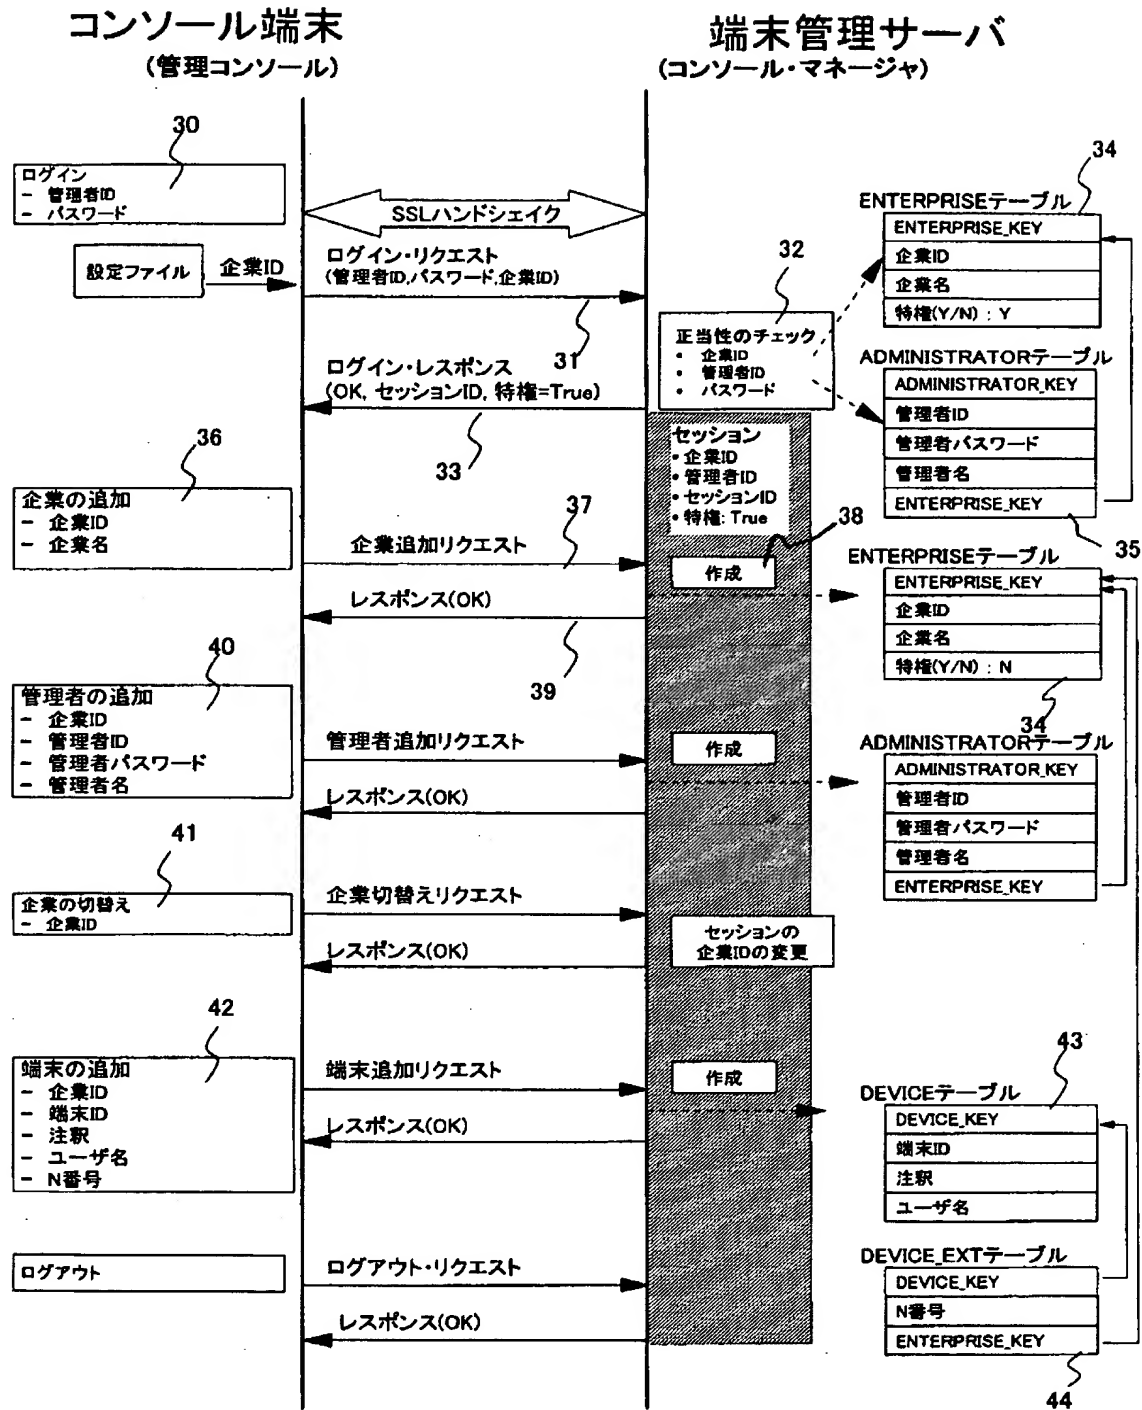 コンソール端末
(管理コンソール)
端末管理サーバ
(コンソール・マネージャ)
30
ログイン
- 管理者ID
- パスワード
SSLハンドシェイク
設定ファイル
企業ID
ログイン・リクエスト
(管理者ID,パスワード,企業ID)
31
32
正当性のチェック
• 企業ID
• 管理者ID
• パスワード
34
ENTERPRISEテーブル
ENTERPRISE_KEY
企業ID
企業名
特権(Y/N) : Y
ログイン・レスポンス
(OK, セッションID, 特権=True)
33
ADMINISTRATORテーブル
ADMINISTRATOR_KEY
管理者ID
管理者パスワード
管理者名
ENTERPRISE_KEY
35
セッション
• 企業ID
• 管理者ID
• セッションID
• 特権: True
36
企業の追加
- 企業ID
- 企業名
37
企業追加リクエスト
38
作成
レスポンス(OK)
39
ENTERPRISEテーブル
ENTERPRISE_KEY
企業ID
企業名
特権(Y/N) : N
34
40
管理者の追加
- 企業ID
- 管理者ID
- 管理者パスワード
- 管理者名
管理者追加リクエスト
作成
レスポンス(OK)
ADMINISTRATORテーブル
ADMINISTRATOR_KEY
管理者ID
管理者パスワード
管理者名
ENTERPRISE_KEY
41
企業の切替え
- 企業ID
企業切替えリクエスト
セッションの
企業IDの変更
レスポンス(OK)
42
端末の追加
- 企業ID
- 端末ID
- 注釈
- ユーザ名
- N番号
端末追加リクエスト
作成
レスポンス(OK)
43
DEVICEテーブル
DEVICE_KEY
端末ID
注釈
ユーザ名
ログアウト
ログアウト・リクエスト
レスポンス(OK)
DEVICE_EXTテーブル
DEVICE_KEY
N番号
ENTERPRISE_KEY
44